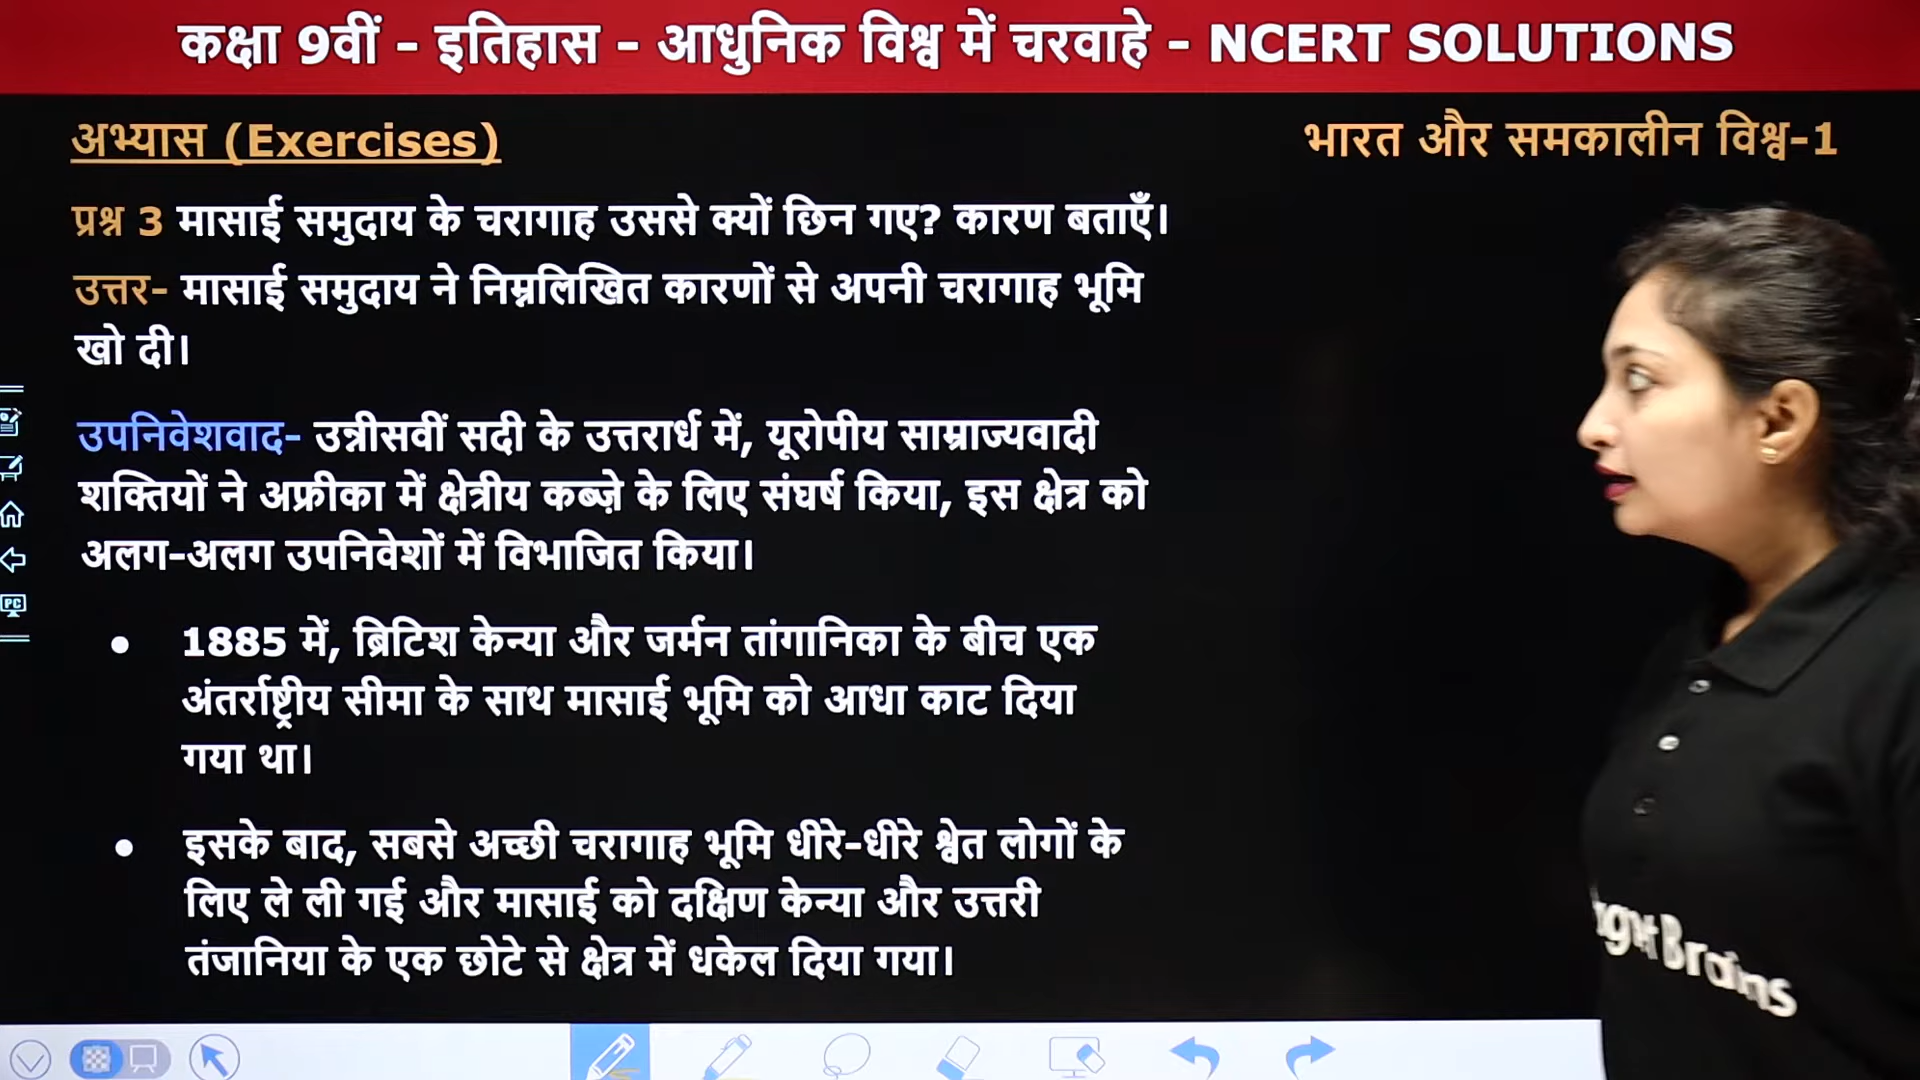 कक्षा 9वीं - इतिहास - आधुनिक विश्व में चरवाहे - NCERT SOLUTIONS
अभ्यास (Exercises)
भारत और समकालीन विश्व-1
प्रश्न 3 मासाई समुदाय के चरागाह उससे क्यों छिन गए? कारण बताएँ।
उत्तर- मासाई समुदाय ने निम्नलिखित कारणों से अपनी चरागाह भूमि
खो दी।
उपनिवेशवाद- उन्नीसवीं सदी के उत्तरार्ध में, यूरोपीय साम्राज्यवादी
शक्तियों ने अफ्रीका में क्षेत्रीय कब्ज़े के लिए संघर्ष किया, इस क्षेत्र को
अलग-अलग उपनिवेशों में विभाजित किया।
• 1885 में, ब्रिटिश केन्या और जर्मन तांगानिका के बीच एक
अंतर्राष्ट्रीय सीमा के साथ मासाई भूमि को आधा काट दिया
गया था।
• इसके बाद, सबसे अच्छी चरागाह भूमि धीरे-धीरे श्वेत लोगों के
लिए ले ली गई और मासाई को दक्षिण केन्या और उत्तरी
तंजानिया के एक छोटे से क्षेत्र में धकेल दिया गया।
PC
Brains